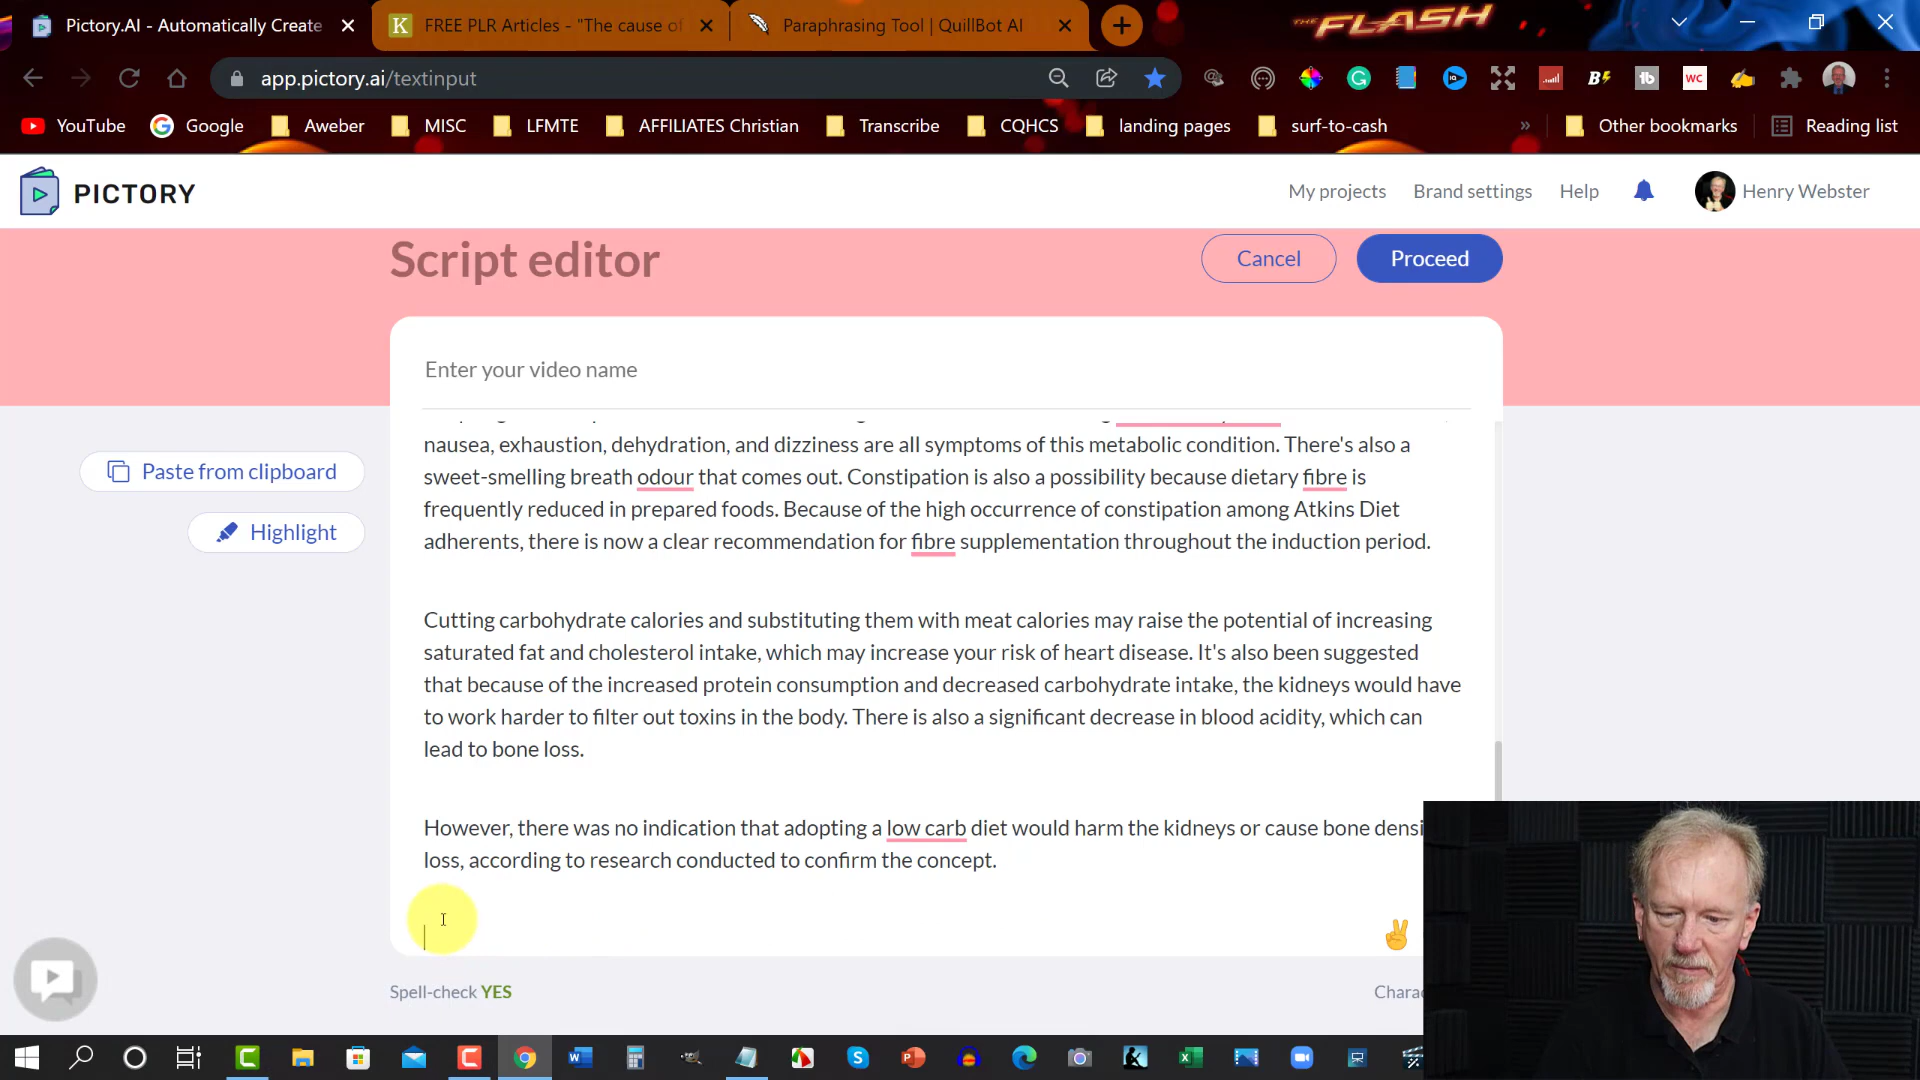 Pictory.AI - Automatically Create
FREE PLR Articles - "The cause of
Paraphrasing Tool | QuillBot AI
THE FLASH
app.pictory.ai/textinput
YouTube
Google
Aweber
MISC
LFMTE
AFFILIATES Christian
Transcribe
CQHCS
landing pages
surf-to-cash
»
Other bookmarks
Reading list
PICTORY
My projects
Brand settings
Help
Henry Webster
Script editor
Cancel
Proceed
Enter your video name
Paste from clipboard
Highlight
nausea, exhaustion, dehydration, and dizziness are all symptoms of this metabolic condition. There's also a
sweet-smelling breath odour that comes out. Constipation is also a possibility because dietary fibre is
frequently reduced in prepared foods. Because of the high occurrence of constipation among Atkins Diet
adherents, there is now a clear recommendation for fibre supplementation throughout the induction period.
Cutting carbohydrate calories and substituting them with meat calories may raise the potential of increasing
saturated fat and cholesterol intake, which may increase your risk of heart disease. It's also been suggested
that because of the increased protein consumption and decreased carbohydrate intake, the kidneys would have
to work harder to filter out toxins in the body. There is also a significant decrease in blood acidity, which can
lead to bone loss.
However, there was no indication that adopting a low carb diet would harm the kidneys or cause bone densi
loss, according to research conducted to confirm the concept.
Spell-check YES
Charac